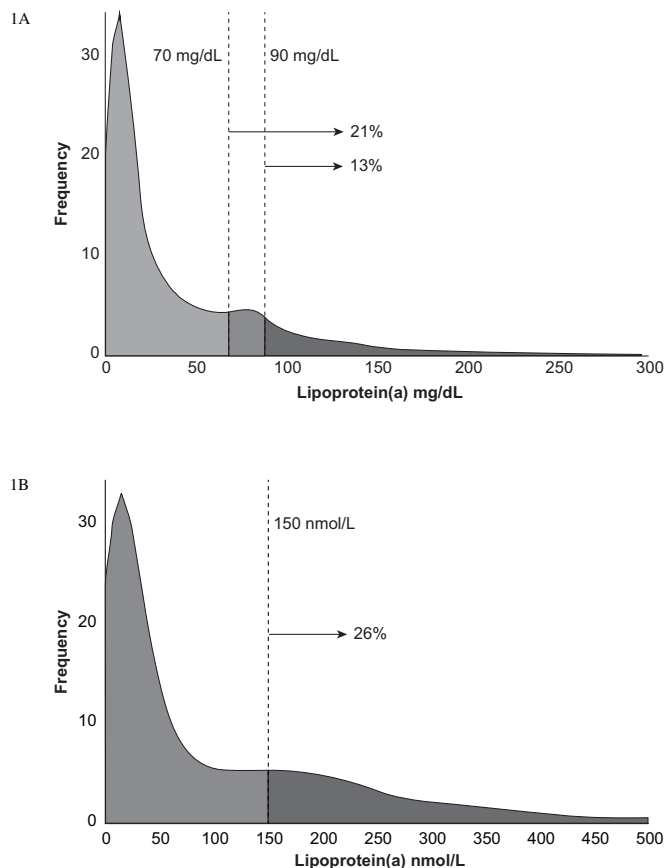 1A
30
20
10
0
Frequency
70 mg/dL
90 mg/dL
21%
13%
0 50 100 150 200 250 300
Lipoprotein(a) mg/dL
1B
30
20
10
0
Frequency
150 nmol/L
26%
0 50 100 150 200 250 300 350 400 450 500
Lipoprotein(a) nmol/L